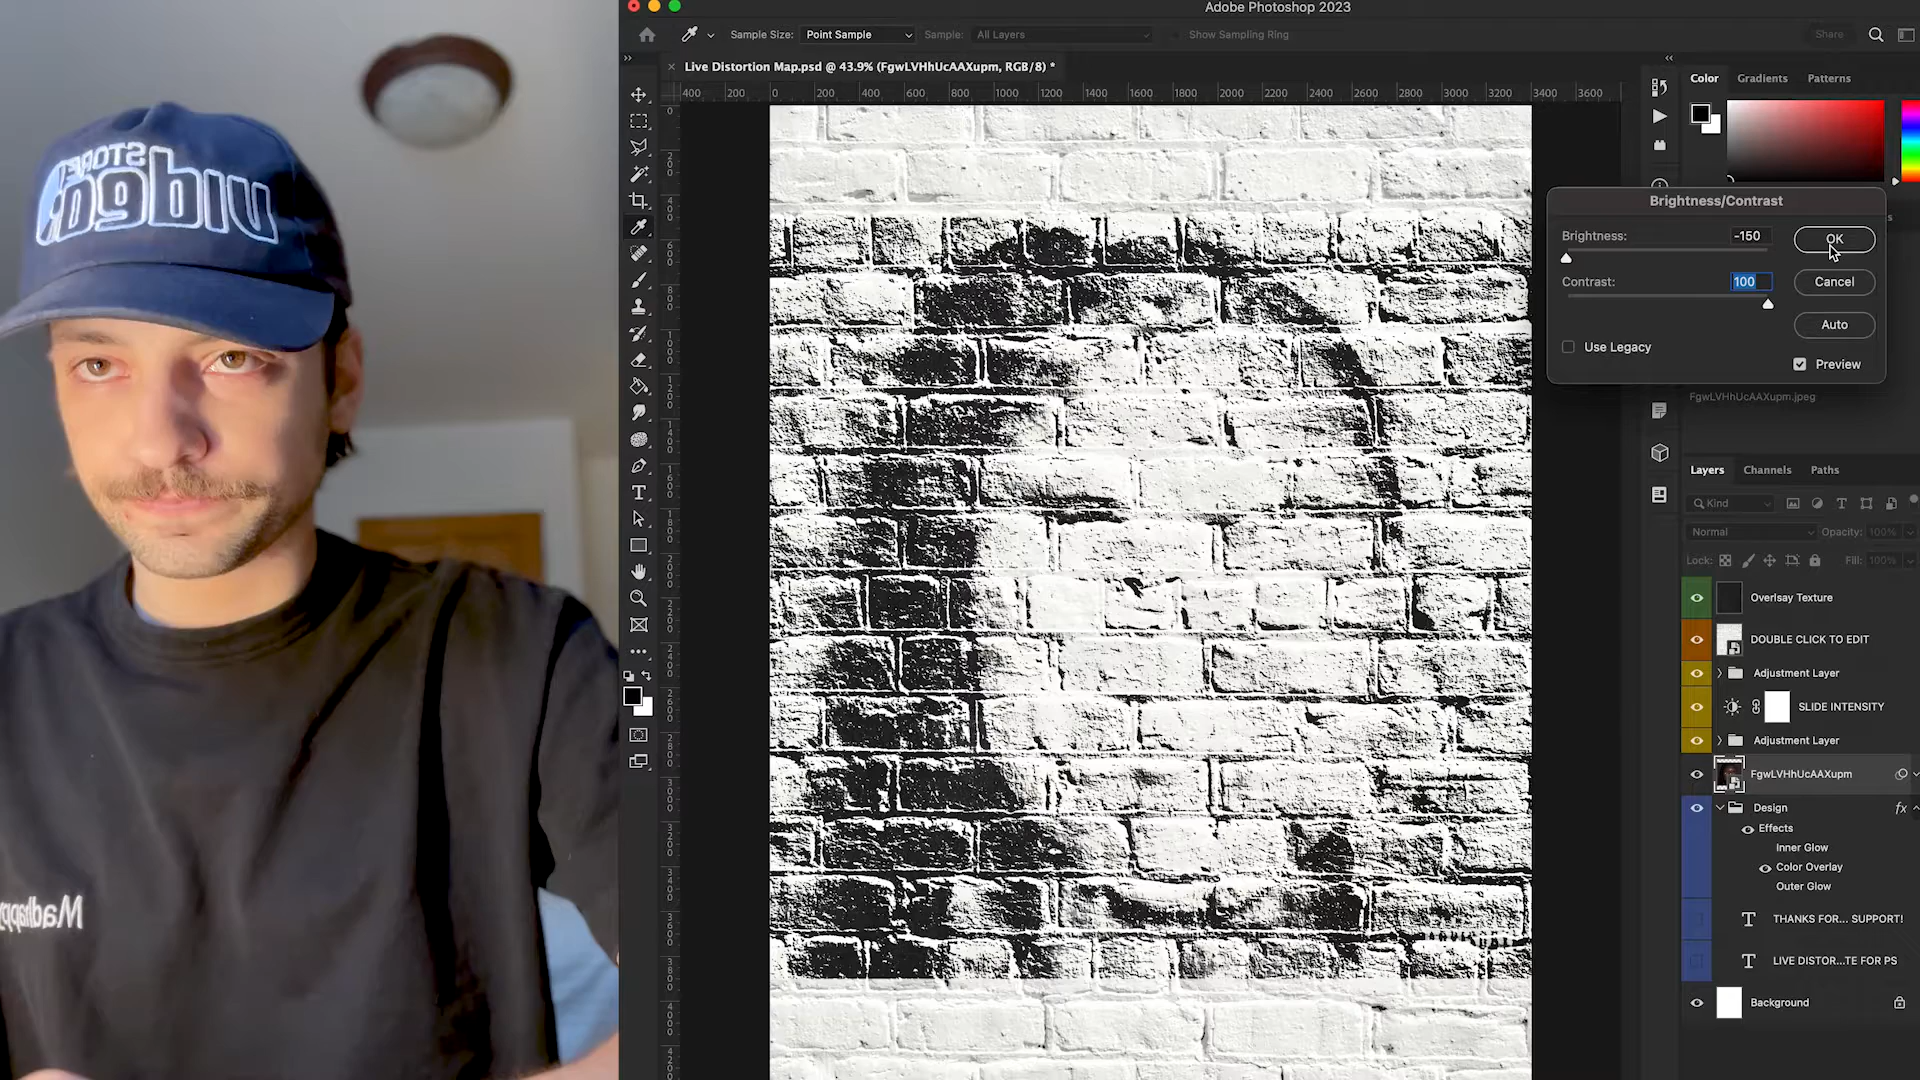 Adobe Photoshop 2023
Sample Size: Point Sample Sample: All Layers Show Sampling Ring Share
Live Distortion Map.psd @ 43.9% (FgwLVHhUcAAXupm, RGB/8) *
400 200 0 200 400 600 800 1000 1200 1400 1600 1800 2000 2200 2400 2600 2800 3000 3200 3400 3600
Color Gradients Patterns
Brightness/Contrast
Brightness: -150
OK
Contrast: 100
Cancel
Auto
Use Legacy
Preview
FgwLVHhUcAAXupm.jpeg
Layers Channels Paths
Kind
Normal Opacity: 100%
Lock: Fill: 100%
Overlsay Texture
DOUBLE CLICK TO EDIT
Adjustment Layer
SLIDE INTENSITY
Adjustment Layer
FgwLVHhUcAAXupm
Design fx
Effects
Inner Glow
Color Overlay
Outer Glow
T THANKS FOR... SUPPORT!
T LIVE DISTOR...TE FOR PS
Background
STORE
vidgo
Madhappy